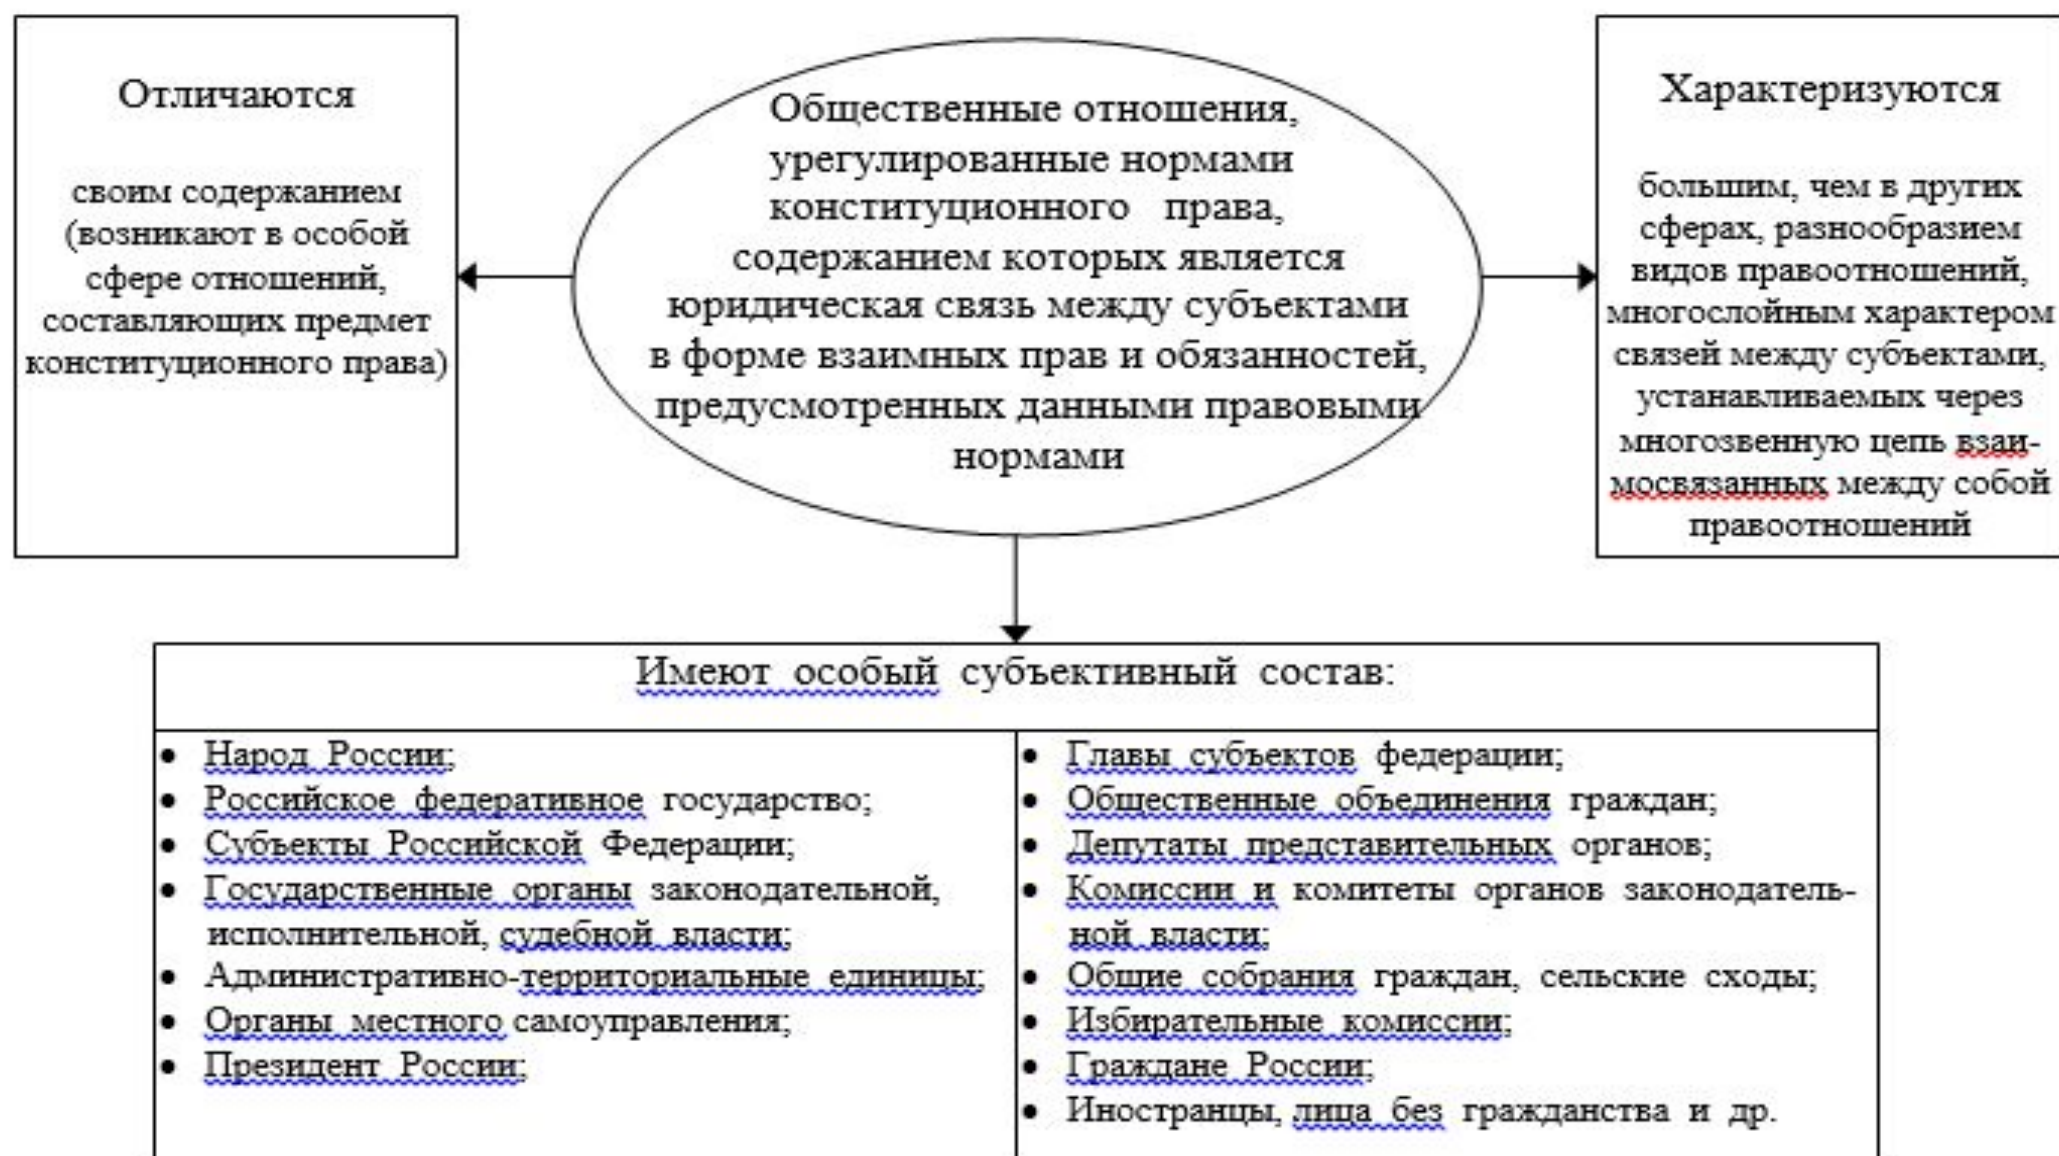 Отличаются
своим содержанием
(возникают в особой
сфере отношений,
составляющих предмет
конституционного права)
Общественные отношения,
урегулированные нормами
конституционного права,
содержанием которых является
юридическая связь между субъектами
в форме взаимных прав и обязанностей,
предусмотренных данными правовыми
нормами
Характеризуются
большим, чем в других
сферах, разнообразием
видов правоотношений,
многослойным характером
связей между субъектами,
устанавливаемых через
многозвенную цепь взаи-
мосвязанных между собой
правоотношений
Имеют особый субъективный состав:
• Народ России;
• Российское федеративное государство;
• Субъекты Российской Федерации;
• Государственные органы законодательной,
исполнительной, судебной власти;
• Административно-территориальные единицы;
• Органы местного самоуправления;
• Президент России;
• Главы субъектов федерации;
• Общественные объединения граждан;
• Депутаты представительных органов;
• Комиссии и комитеты органов законодатель-
ной власти;
• Общие собрания граждан, сельские сходы;
• Избирательные комиссии;
• Граждане России;
• Иностранцы, лица без гражданства и др.